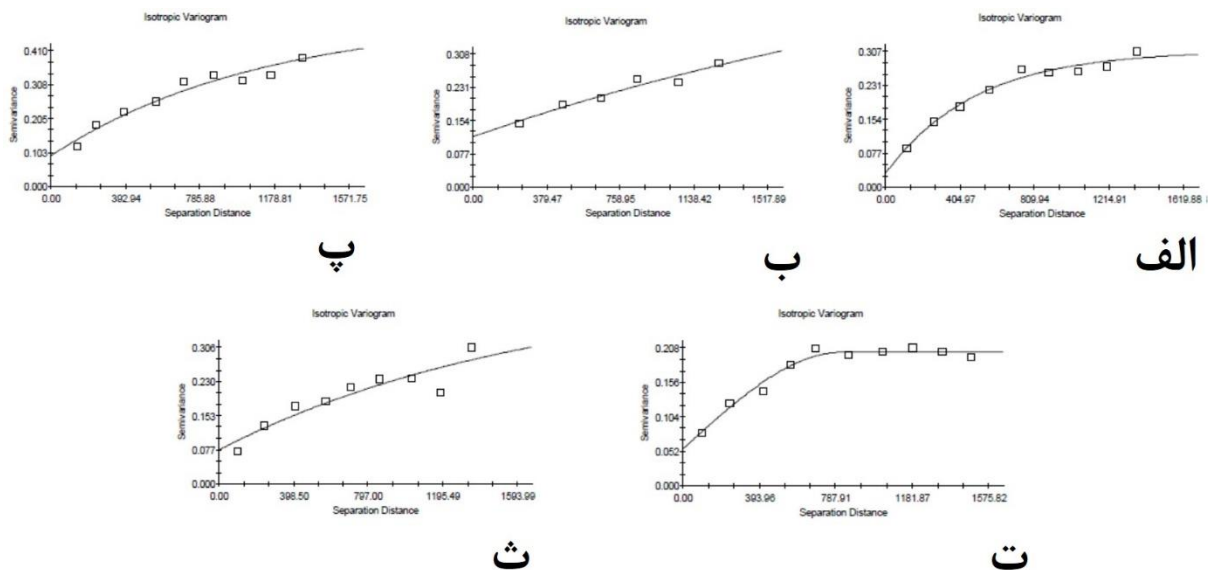 Isotropic Variogram
0.410
0.308
0.205
0.103
0.000
Semivariance
0.00 392.94 785.88 1178.81 1571.75
Separation Distance
پ
Isotropic Variogram
0.308
0.231
0.154
0.077
0.000
Semivariance
0.00 379.47 758.95 1138.42 1517.89
Separation Distance
ب
Isotropic Variogram
0.307
0.231
0.154
0.077
0.000
Semivariance
0.00 404.97 809.94 1214.91 1619.88
Separation Distance
الف
Isotropic Variogram
0.306
0.230
0.153
0.077
0.000
Semivariance
0.00 398.50 797.00 1195.49 1593.99
Separation Distance
ث
Isotropic Variogram
0.208
0.156
0.104
0.052
0.000
Semivariance
0.00 393.96 787.91 1181.87 1575.82
Separation Distance
ت